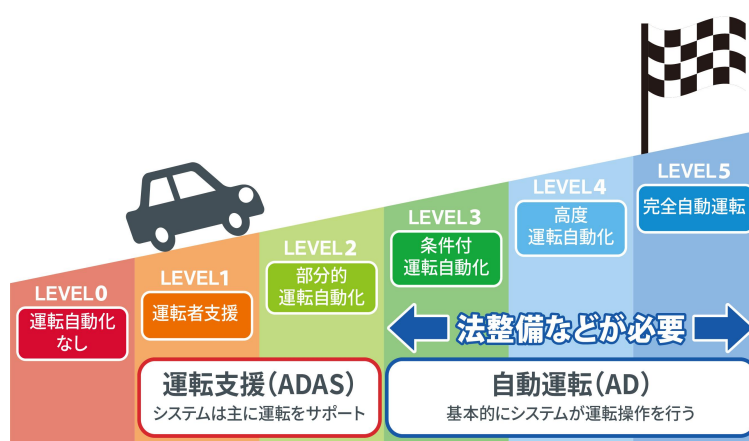 LEVEL0
運転自動化
なし
LEVEL1
運転者支援
LEVEL2
部分的
運転自動化
LEVEL3
条件付
運転自動化
LEVEL4
高度
運転自動化
LEVEL5
完全自動運転
法整備などが必要
運転支援(ADAS)
システムは主に運転をサポート
自動運転(AD)
基本的にシステムが運転操作を行う